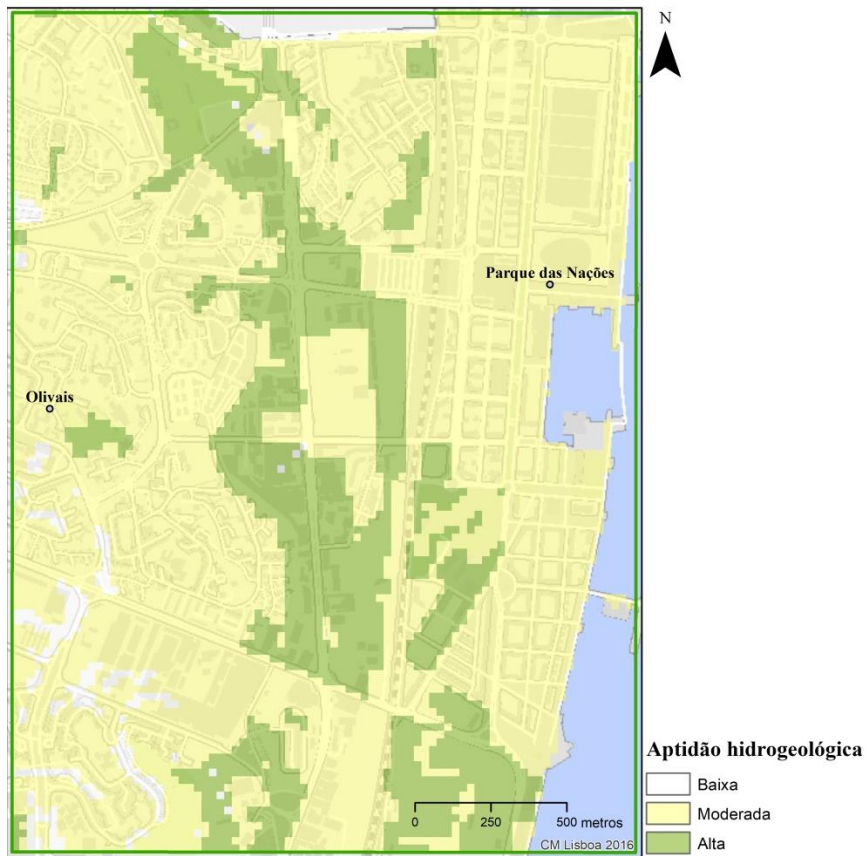 N
Parque das Nações
Olivais
Aptidão hidrogeológica
Baixa
Moderada
Alta
0 250 500 metros
CM Lisboa 2016